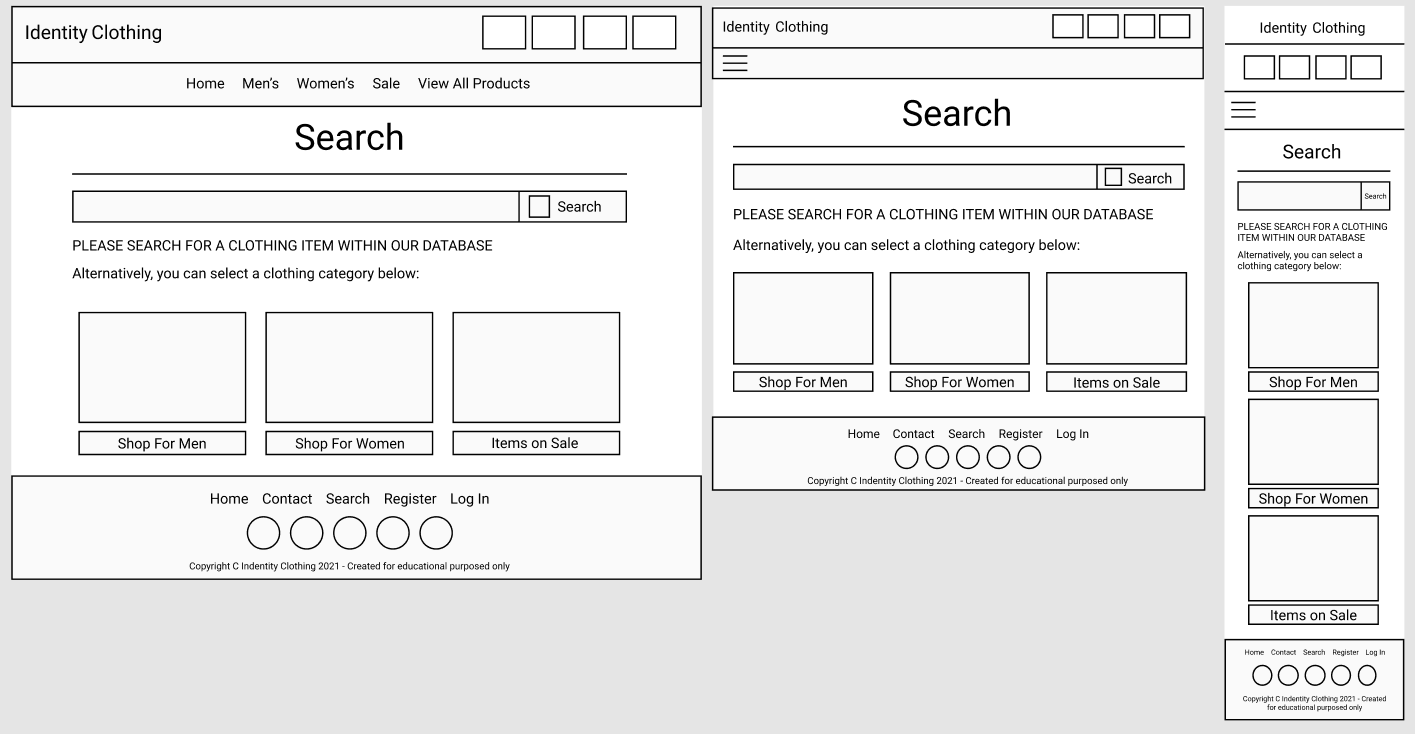 Identity Clothing
Home Men's Women's Sale View All Products
Search
Search
PLEASE SEARCH FOR A CLOTHING ITEM WITHIN OUR DATABASE
Alternatively, you can select a clothing category below:
Shop For Men Shop For Women Items on Sale
Home Contact Search Register Log In
Copyright C Indentity Clothing 2021 - Created for educational purposed only
Identity Clothing
Search
Search
PLEASE SEARCH FOR A CLOTHING ITEM WITHIN OUR DATABASE
Alternatively, you can select a clothing category below:
Shop For Men Shop For Women Items on Sale
Home Contact Search Register Log In
Copyright C Indentity Clothing 2021 - Created for educational purposed only
Identity Clothing
Search
Search
PLEASE SEARCH FOR A CLOTHING
ITEM WITHIN OUR DATABASE
Alternatively, you can select a
clothing category below:
Shop For Men
Shop For Women
Items on Sale
Home Contact Search Register Log In
Copyright C Indentity Clothing 2021 - Created
for educational purposed only